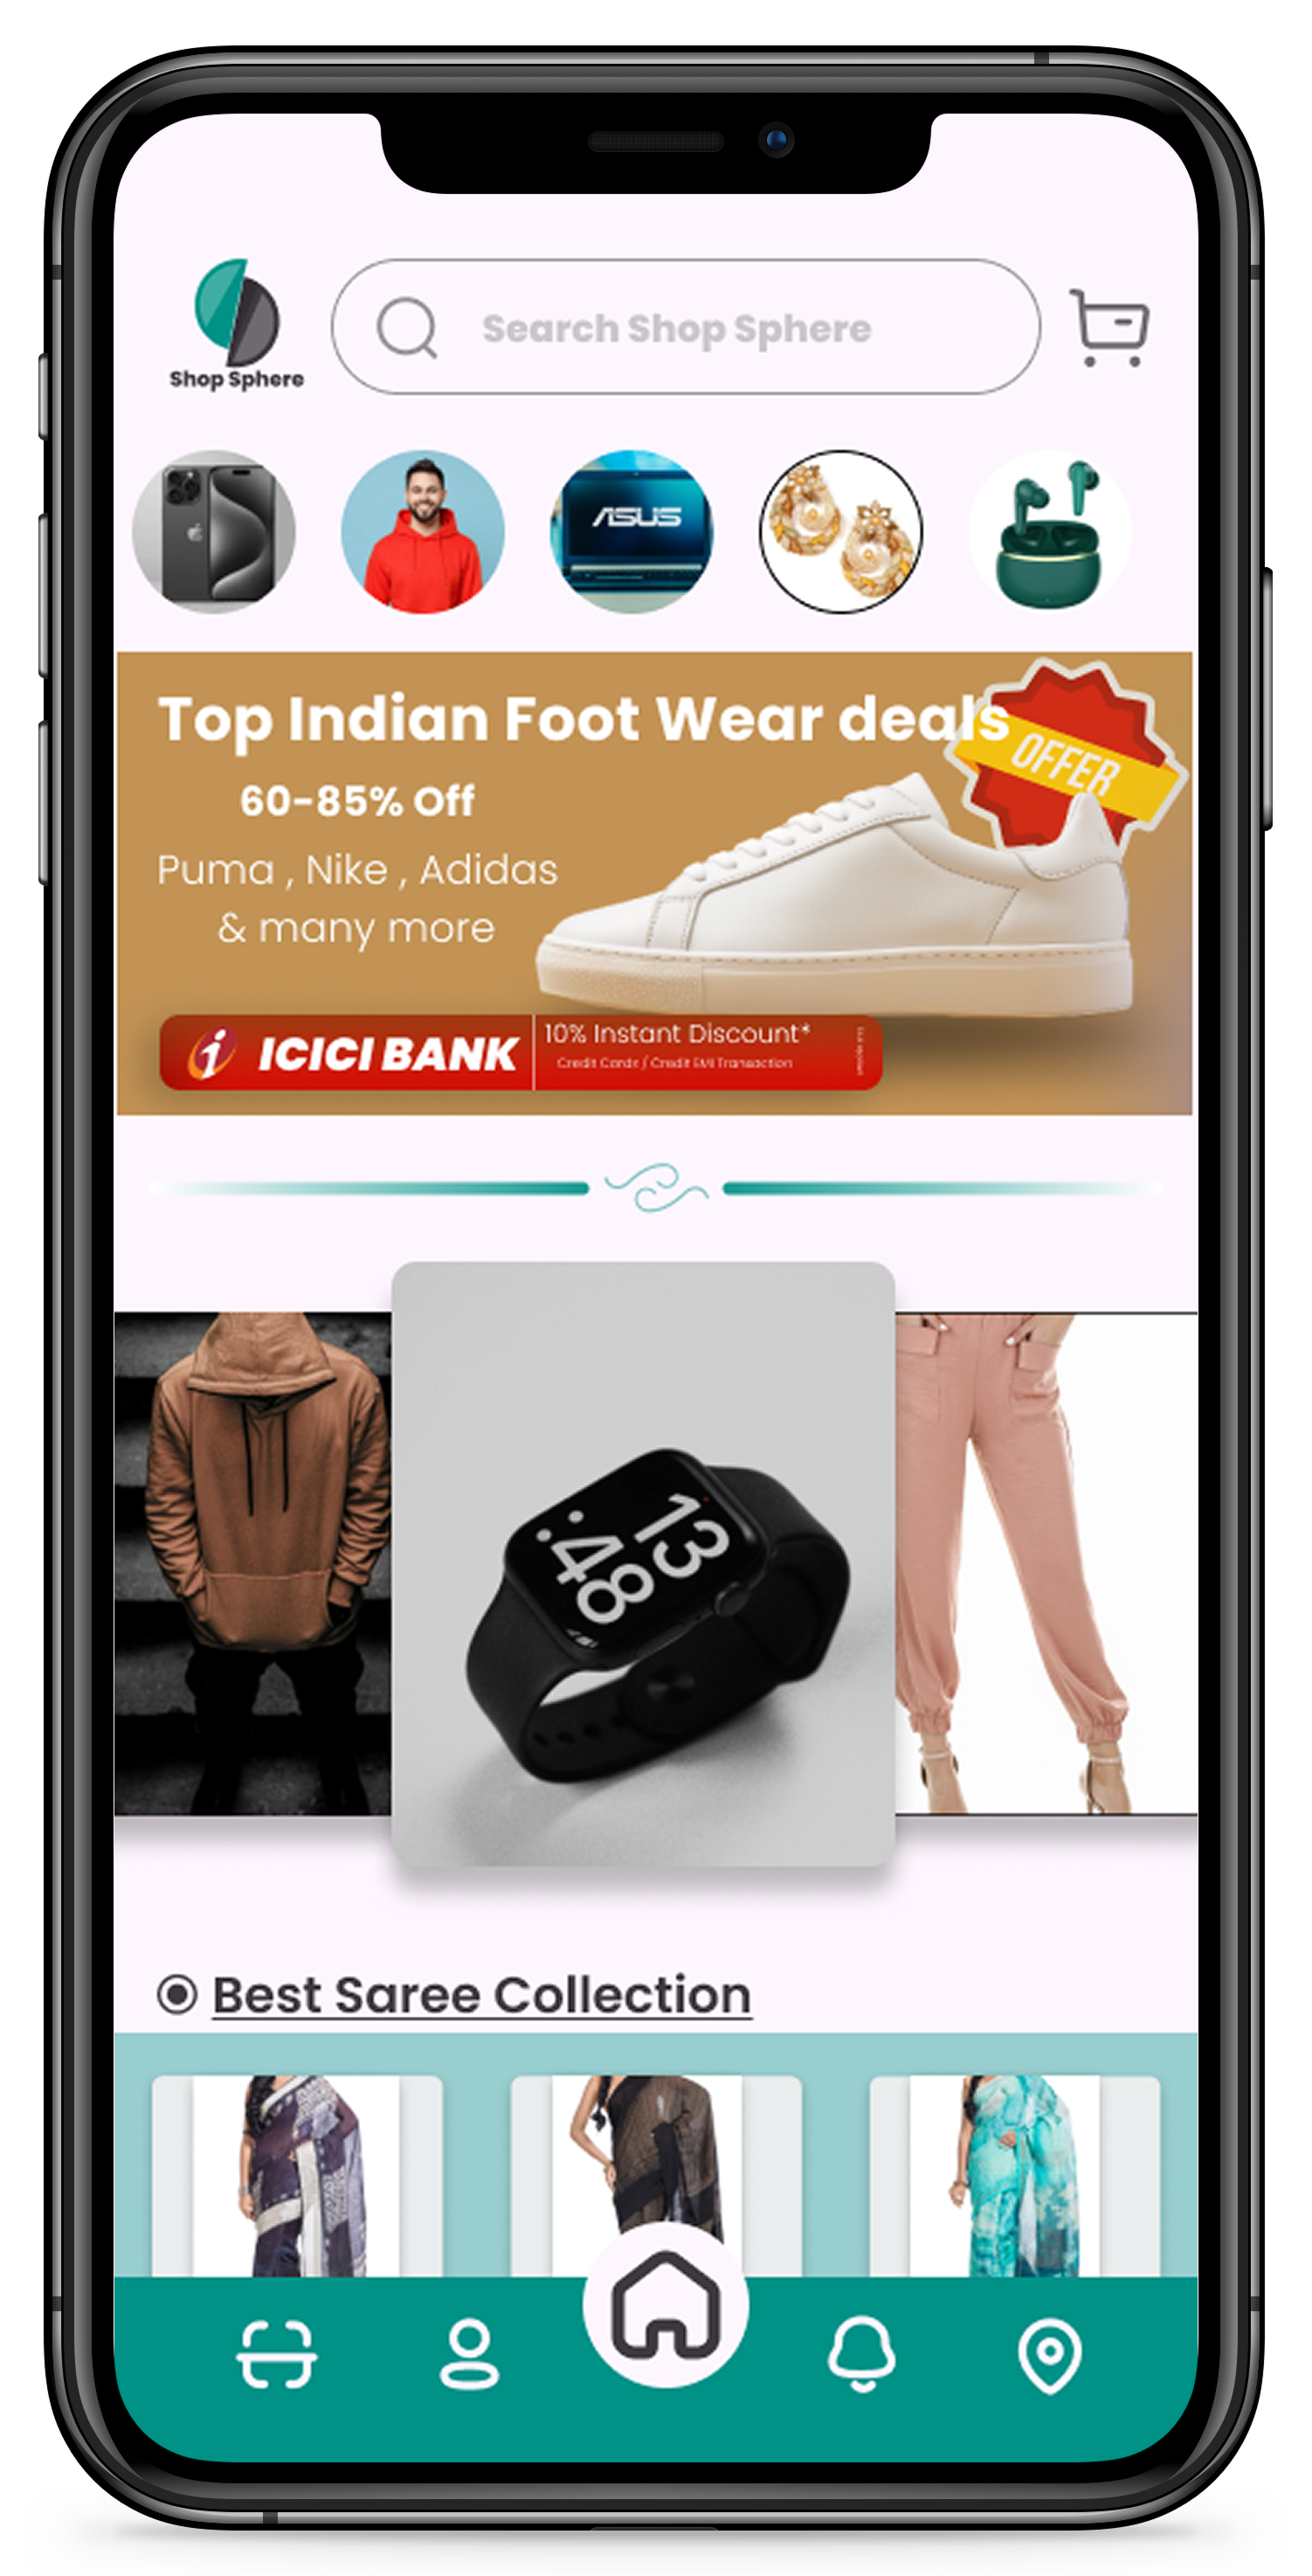 Shop Sphere
Search Shop Sphere
ASUS
Top Indian Foot Wear deals
OFFER
60-85% Off
Puma , Nike , Adidas
& many more
ICICI BANK
10% Instant Discount*
Credit Cards / Credit EMI Transaction
13
:48
Best Saree Collection